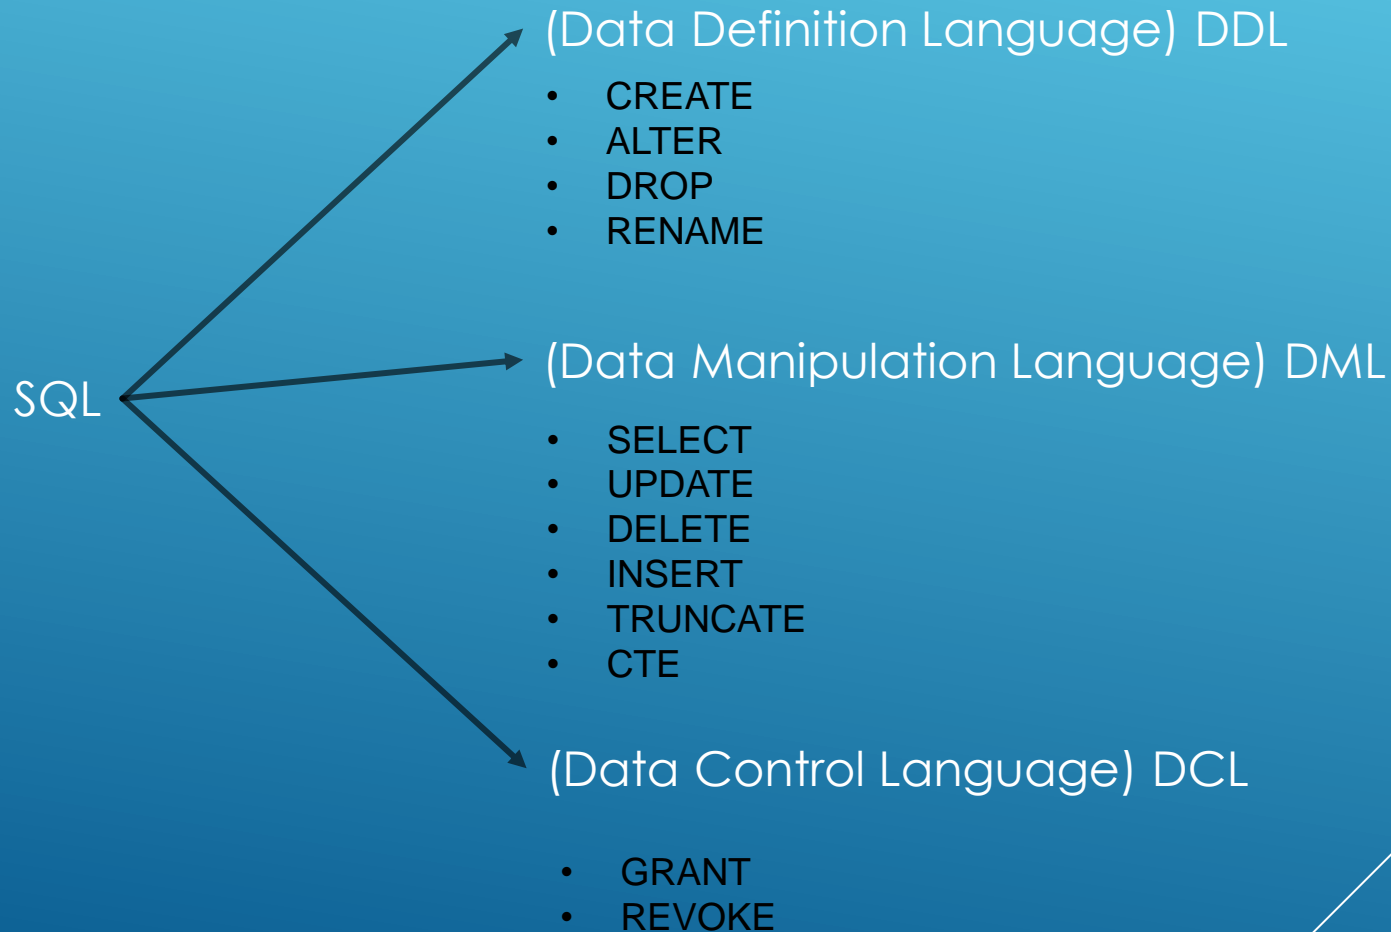 (Data Definition Language) DDL
• CREATE
• ALTER
• DROP
• RENAME
SQL
(Data Manipulation Language) DML
• SELECT
• UPDATE
• DELETE
• INSERT
• TRUNCATE
• CTE
(Data Control Language) DCL
• GRANT
• REVOKE